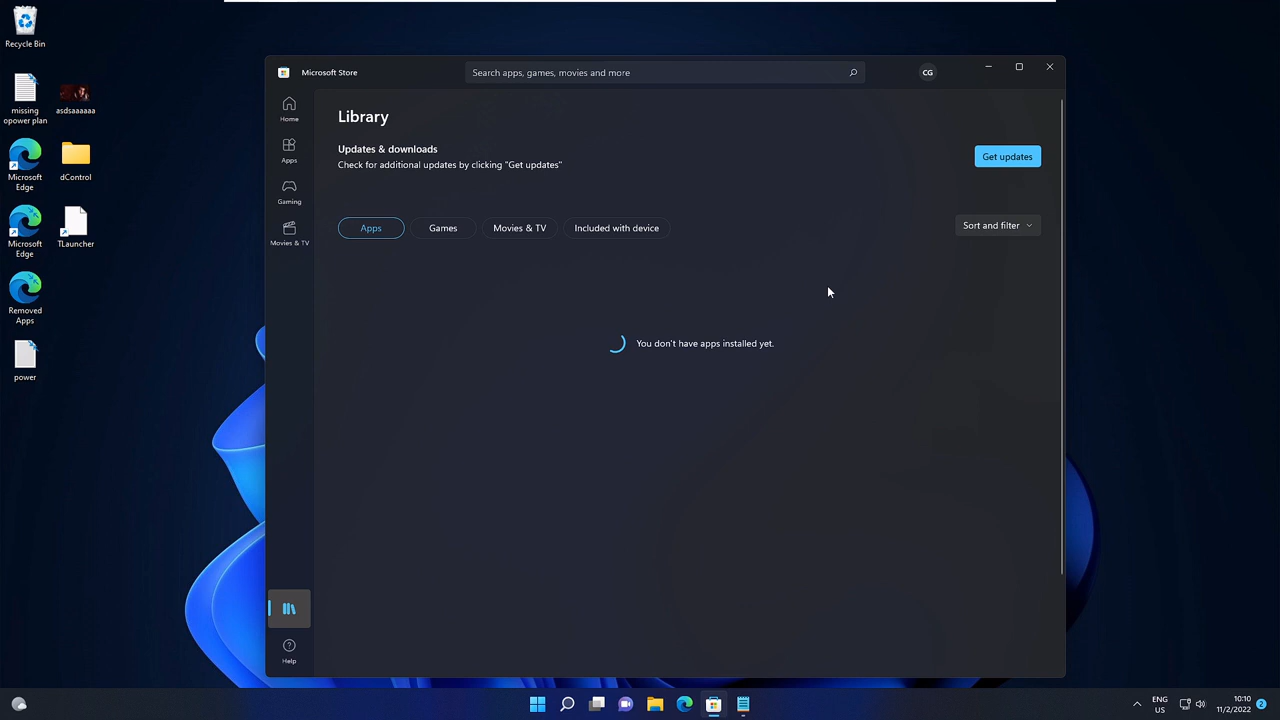 Recycle Bin
missing
opower plan
asdsaaaaaa
Microsoft
Edge
dControl
Microsoft
Edge
TLauncher
Removed
Apps
power
Microsoft Store
Search apps, games, movies and more
CG
Home
Apps
Gaming
Movies & TV
Help
Library
Updates & downloads
Check for additional updates by clicking "Get updates"
Get updates
Apps
Games
Movies & TV
Included with device
Sort and filter
You don't have apps installed yet.
ENG
US
10:10
11/2/2022
2